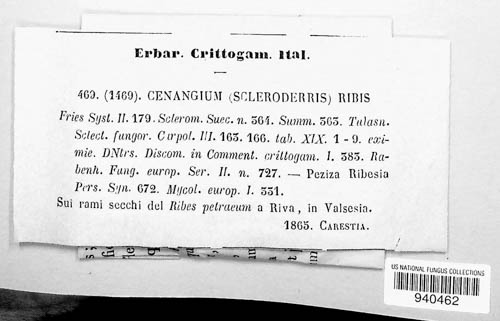 Erbar. Crittogam. Ital.
469. (1469). CENANGIUM (SCLERODERRIS) RIBIS
Fries Syst. II. 179. Sclerom. Suec. n. 364. Summ. 363. Tulasn.
Select. fungor. Carpol. III. 163. 166. tab. XIX. 1-9. exi-
mie. DNtrs. Discom. in Comment. crittogam. I. 383. Ra-
benh. Fung. europ. Ser. II. n. 727. — Peziza Ribesia
Pers. Syn. 672. Mycol. europ. I. 331.
Sui rami secchi del Ribes petraeum a Riva, in Valsesia.
1865. CARESTIA.
US NATIONAL FUNGUS COLLECTIONS
940462